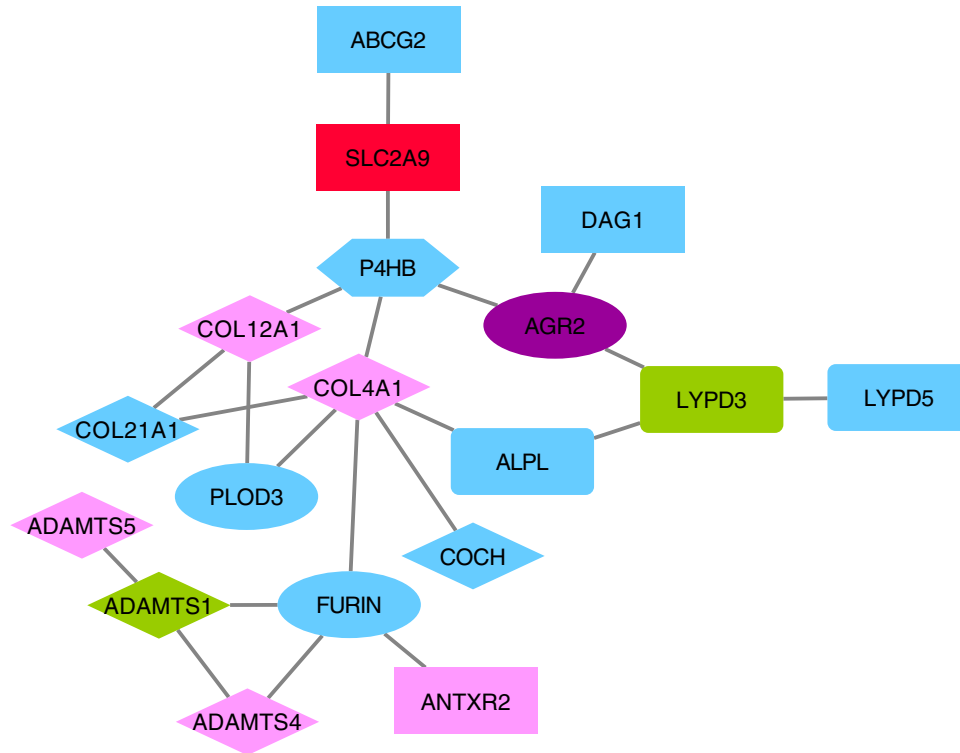 ABCG2
SLC2A9
DAG1
P4HB
AGR2
COL12A1
COL4A1
LYPD3
LYPD5
COL21A1
ALPL
PLOD3
ADAMTS5
COCH
ADAMTS1
FURIN
ANTXR2
ADAMTS4